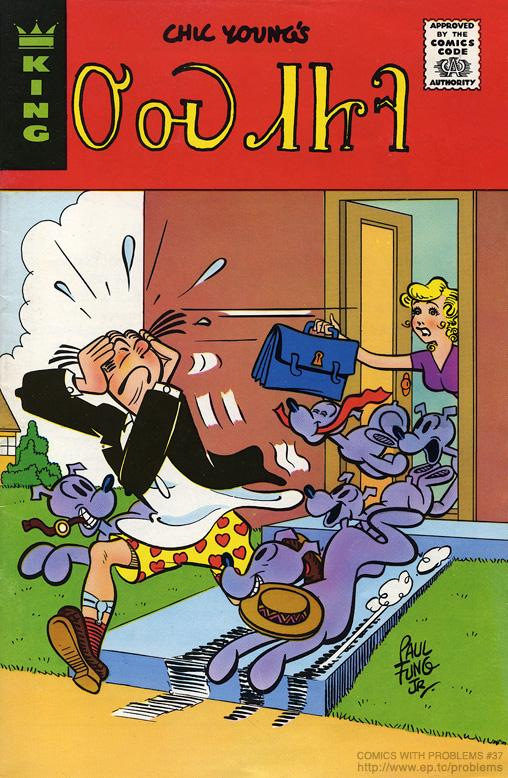 KING
CHIC YOUNG'S
APPROVED
BY THE
COMICS
CODE
CA
AUTHORITY
PAUL
FUNG
JR.
COMICS WITH PROBLEMS #37
http://www.ep.tc/problems